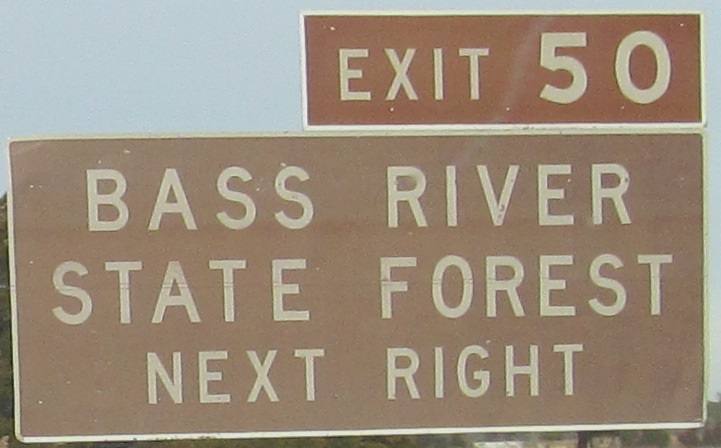 EXIT 50
BASS RIVER
STATE FOREST
NEXT RIGHT